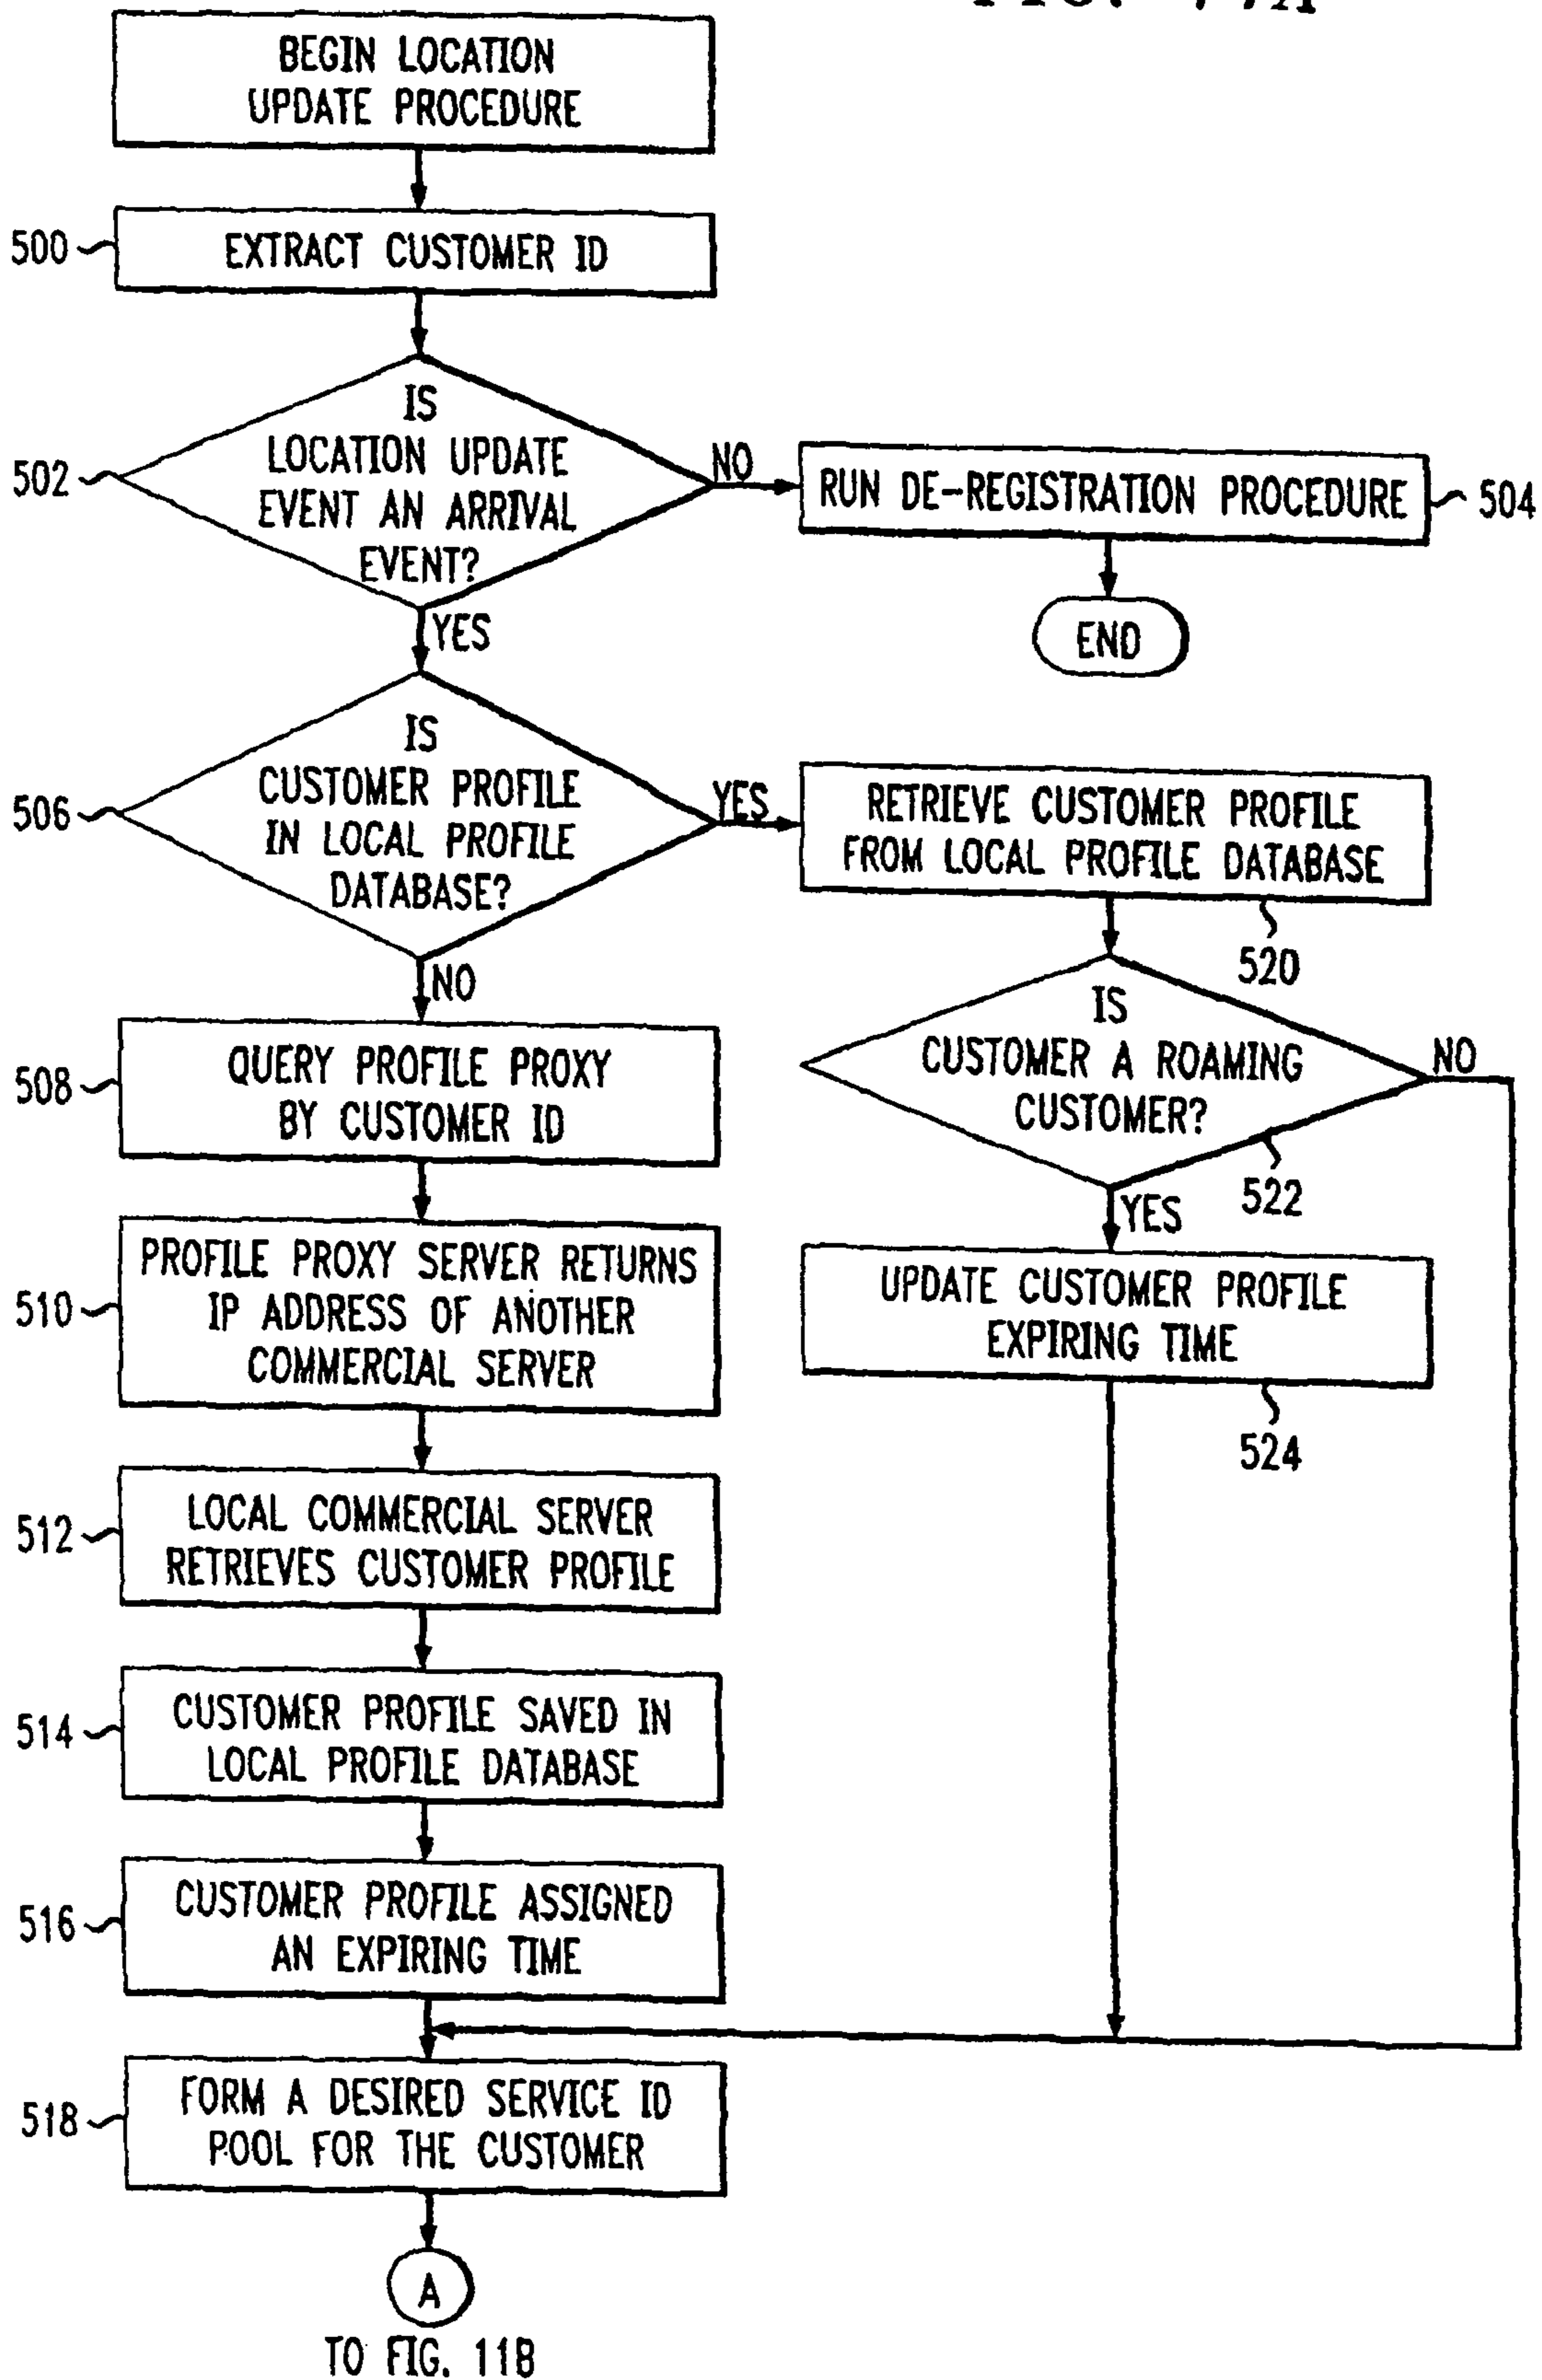 BEGIN LOCATION
UPDATE PROCEDURE
500
EXTRACT CUSTOMER ID
502
IS
LOCATION UPDATE
EVENT AN ARRIVAL
EVENT?
NO
RUN DE-REGISTRATION PROCEDURE
504
END
YES
506
IS
CUSTOMER PROFILE
IN LOCAL PROFILE
DATABASE?
YES
RETRIEVE CUSTOMER PROFILE
FROM LOCAL PROFILE DATABASE
520
IS
CUSTOMER A ROAMING
CUSTOMER?
NO
522
YES
UPDATE CUSTOMER PROFILE
EXPIRING TIME
524
NO
508
QUERY PROFILE PROXY
BY CUSTOMER ID
510
PROFILE PROXY SERVER RETURNS
IP ADDRESS OF ANOTHER
COMMERCIAL SERVER
512
LOCAL COMMERCIAL SERVER
RETRIEVES CUSTOMER PROFILE
514
CUSTOMER PROFILE SAVED IN
LOCAL PROFILE DATABASE
516
CUSTOMER PROFILE ASSIGNED
AN EXPIRING TIME
518
FORM A DESIRED SERVICE ID
POOL FOR THE CUSTOMER
A
TO FIG. 11B